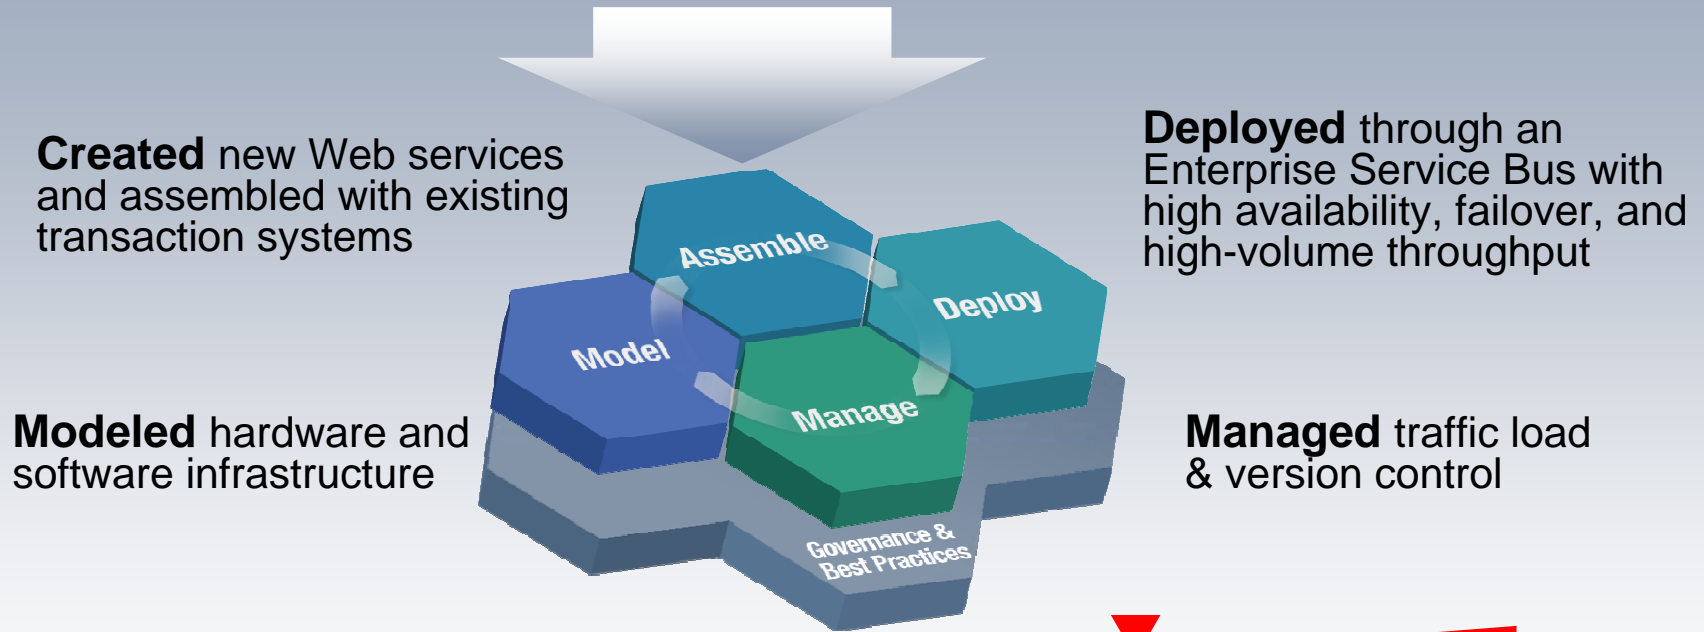 Created new Web services
and assembled with existing
transaction systems
Deployed through an
Enterprise Service Bus with
high availability, failover, and
high-volume throughput
Assemble
Deploy
Model
Manage
Modeled hardware and
software infrastructure
Managed traffic load
& version control
Governance &
Best Practices